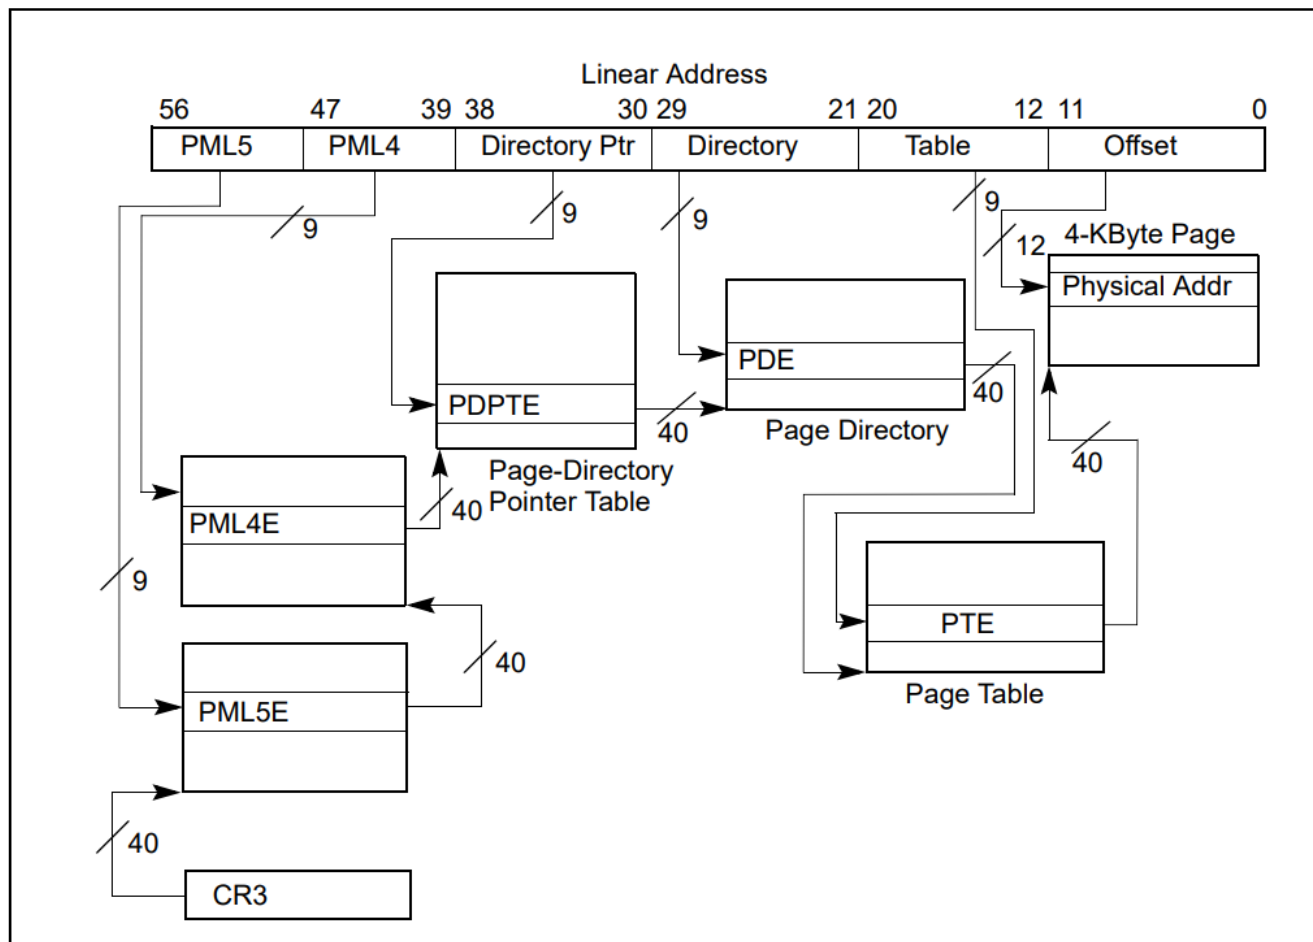 Linear Address
56 47 39 38 30 29 21 20 12 11 0
PML5 PML4 Directory Ptr Directory Table Offset
9 9 9 9
12 4-KByte Page
Physical Addr
PDE
40
PDPTE
40
Page Directory
40
Page-Directory
Pointer Table
40
PML4E
9
PTE
40
Page Table
PML5E
40
CR3